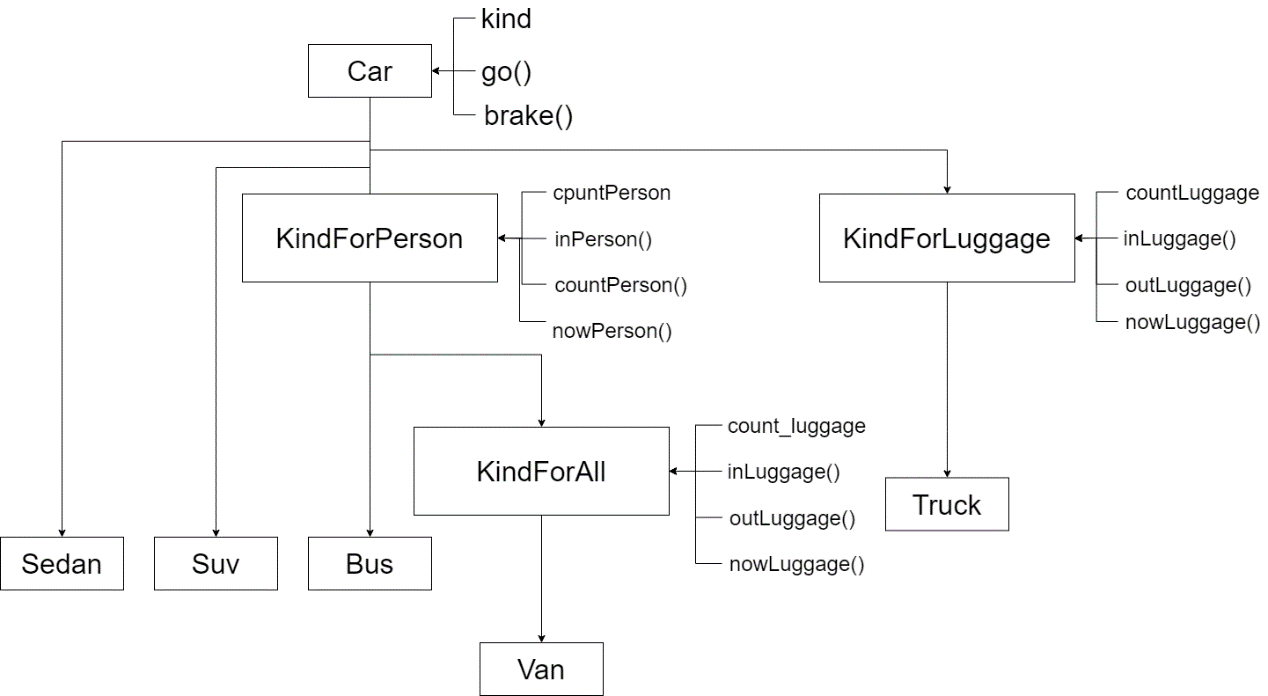 kind
Car
go()
brake()
KindForPerson
cpuntPerson
inPerson()
countPerson()
nowPerson()
KindForLuggage
countLuggage
inLuggage()
outLuggage()
nowLuggage()
KindForAll
count_luggage
inLuggage()
outLuggage()
nowLuggage()
Truck
Sedan
Suv
Bus
Van